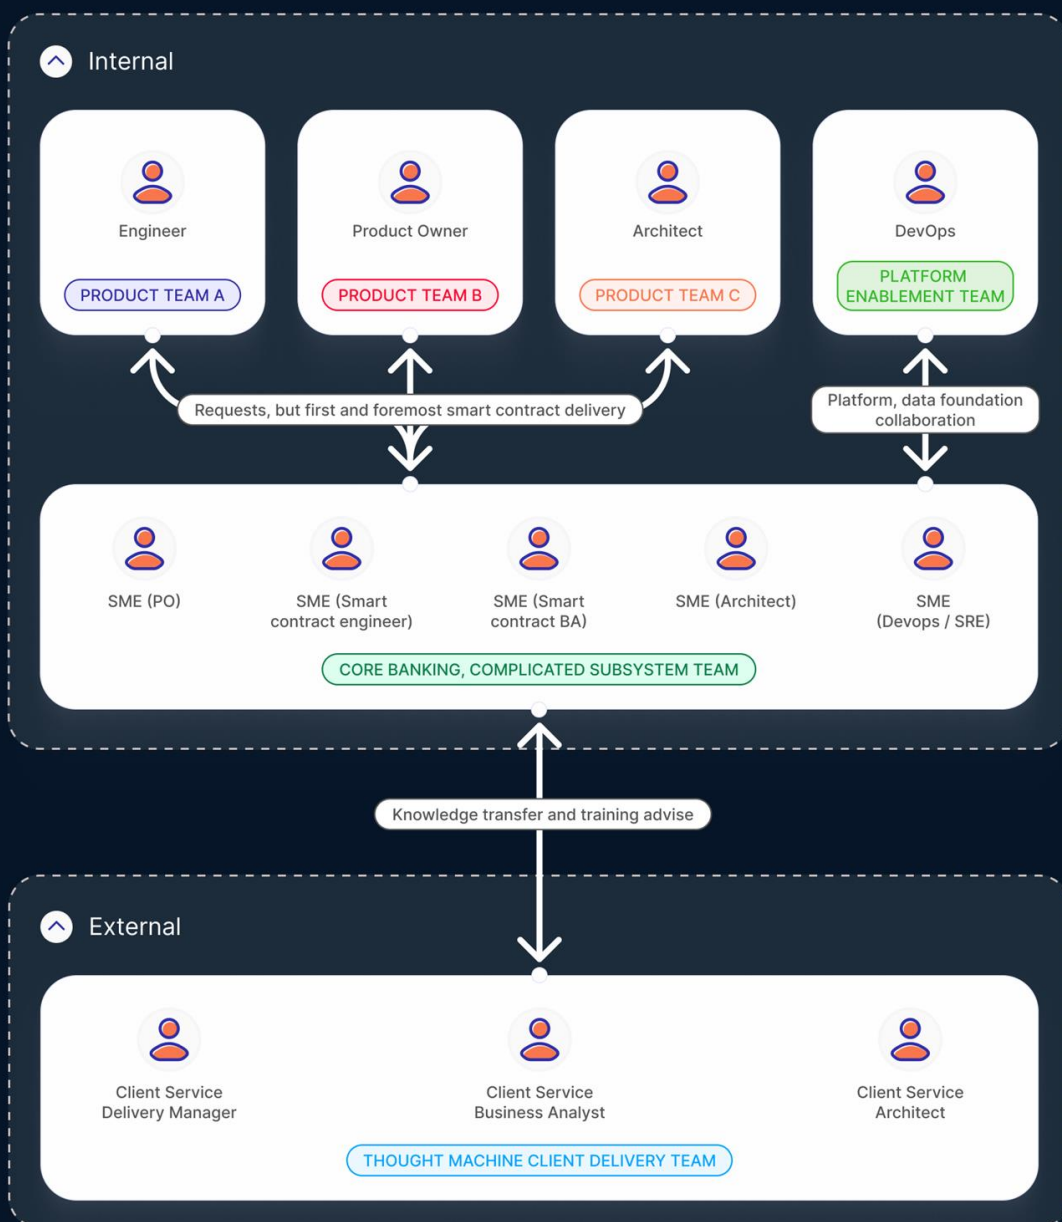 Internal
Engineer
PRODUCT TEAM A
Product Owner
PRODUCT TEAM B
Architect
PRODUCT TEAM C
DevOps
PLATFORM
ENABLEMENT TEAM
Requests, but first and foremost smart contract delivery
Platform, data foundation
collaboration
SME (PO)
SME (Smart
contract engineer)
SME (Smart
contract BA)
SME (Architect)
SME
(Devops / SRE)
CORE BANKING, COMPLICATED SUBSYSTEM TEAM
Knowledge transfer and training advise
External
Client Service
Delivery Manager
Client Service
Business Analyst
Client Service
Architect
THOUGHT MACHINE CLIENT DELIVERY TEAM